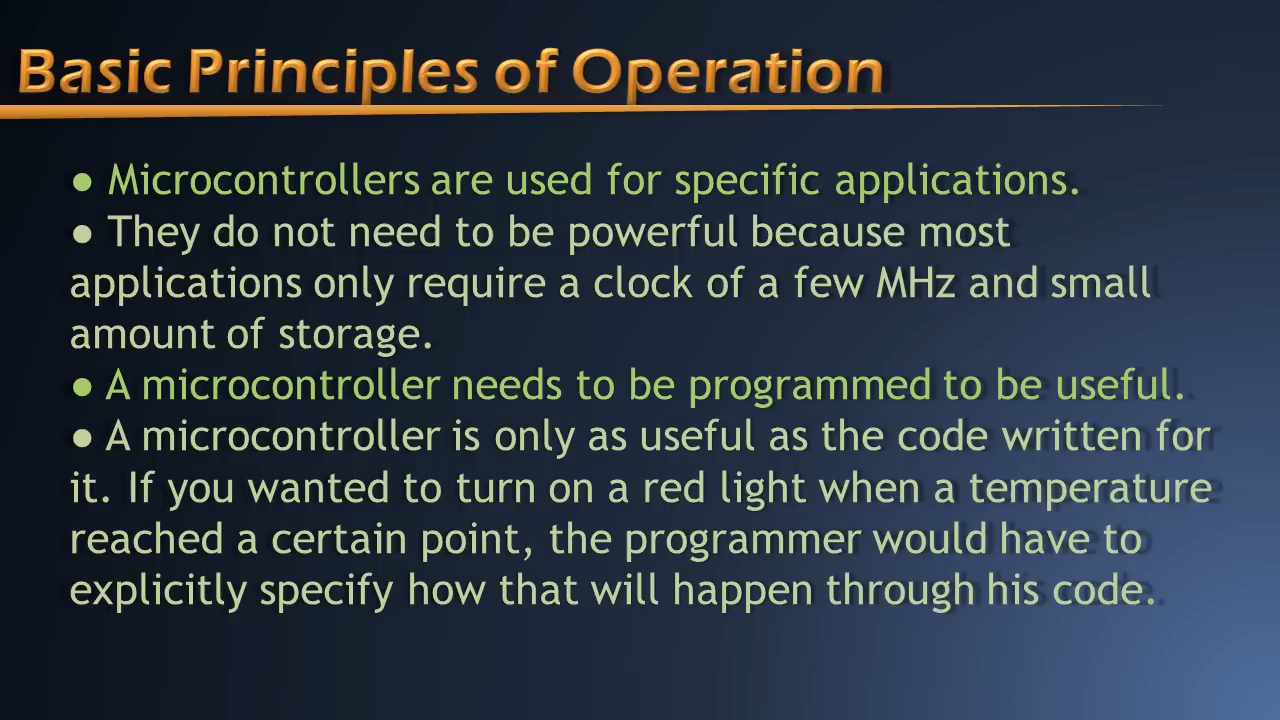 Basic Principles of Operation
● Microcontrollers are used for specific applications.
● They do not need to be powerful because most
applications only require a clock of a few MHz and small
amount of storage.
● A microcontroller needs to be programmed to be useful.
● A microcontroller is only as useful as the code written for
it. If you wanted to turn on a red light when a temperature
reached a certain point, the programmer would have to
explicitly specify how that will happen through his code.